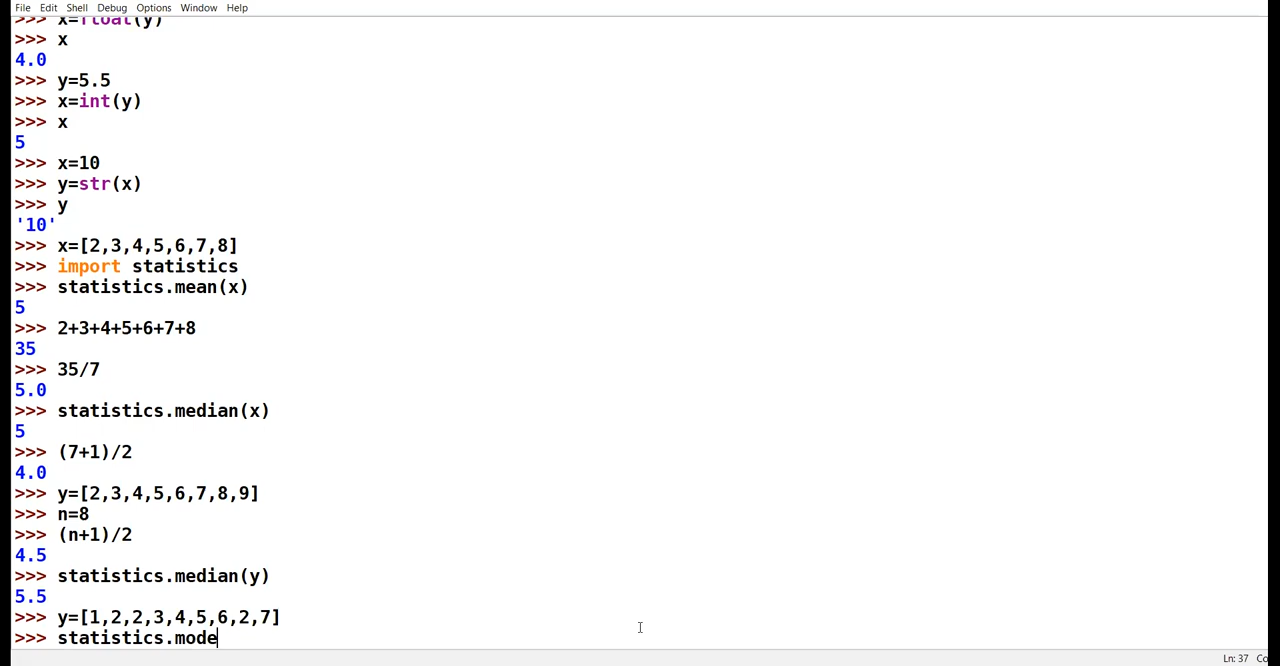 File Edit Shell Debug Options Window Help
>>> x=float(y)
>>> x
4.0
>>> y=5.5
>>> x=int(y)
>>> x
5
>>> x=10
>>> y=str(x)
>>> y
'10'
>>> x=[2,3,4,5,6,7,8]
>>> import statistics
>>> statistics.mean(x)
5
>>> 2+3+4+5+6+7+8
35
>>> 35/7
5.0
>>> statistics.median(x)
5
>>> (7+1)/2
4.0
>>> y=[2,3,4,5,6,7,8,9]
>>> n=8
>>> (n+1)/2
4.5
>>> statistics.median(y)
5.5
>>> y=[1,2,2,3,4,5,6,2,7]
>>> statistics.mode
Ln: 37 Co